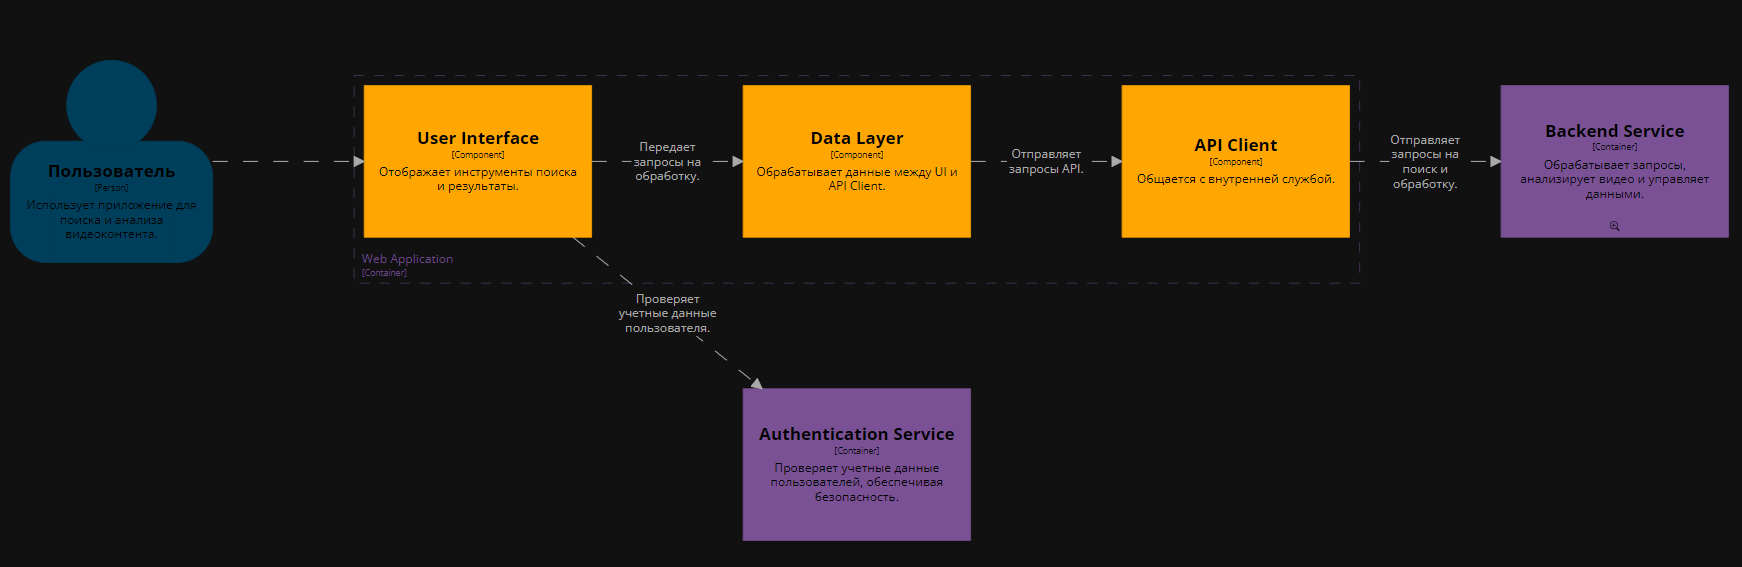 Пользователь
[Person]
Использует приложение для
поиска и анализа
видеоконтента.
User Interface
[Component]
Отображает инструменты поиска
и результаты.
Передает
запросы на
обработку.
Data Layer
[Component]
Обрабатывает данные между UI и
API Client.
Отправляет
запросы API.
API Client
[Component]
Общается с внутренней службой.
Отправляет
запросы на
поиск и
обработку.
Backend Service
[Container]
Обрабатывает запросы,
анализирует видео и управляет
данными.
Web Application
[Container]
Проверяет
учетные данные
пользователя.
Authentication Service
[Container]
Проверяет учетные данные
пользователей, обеспечивая
безопасность.